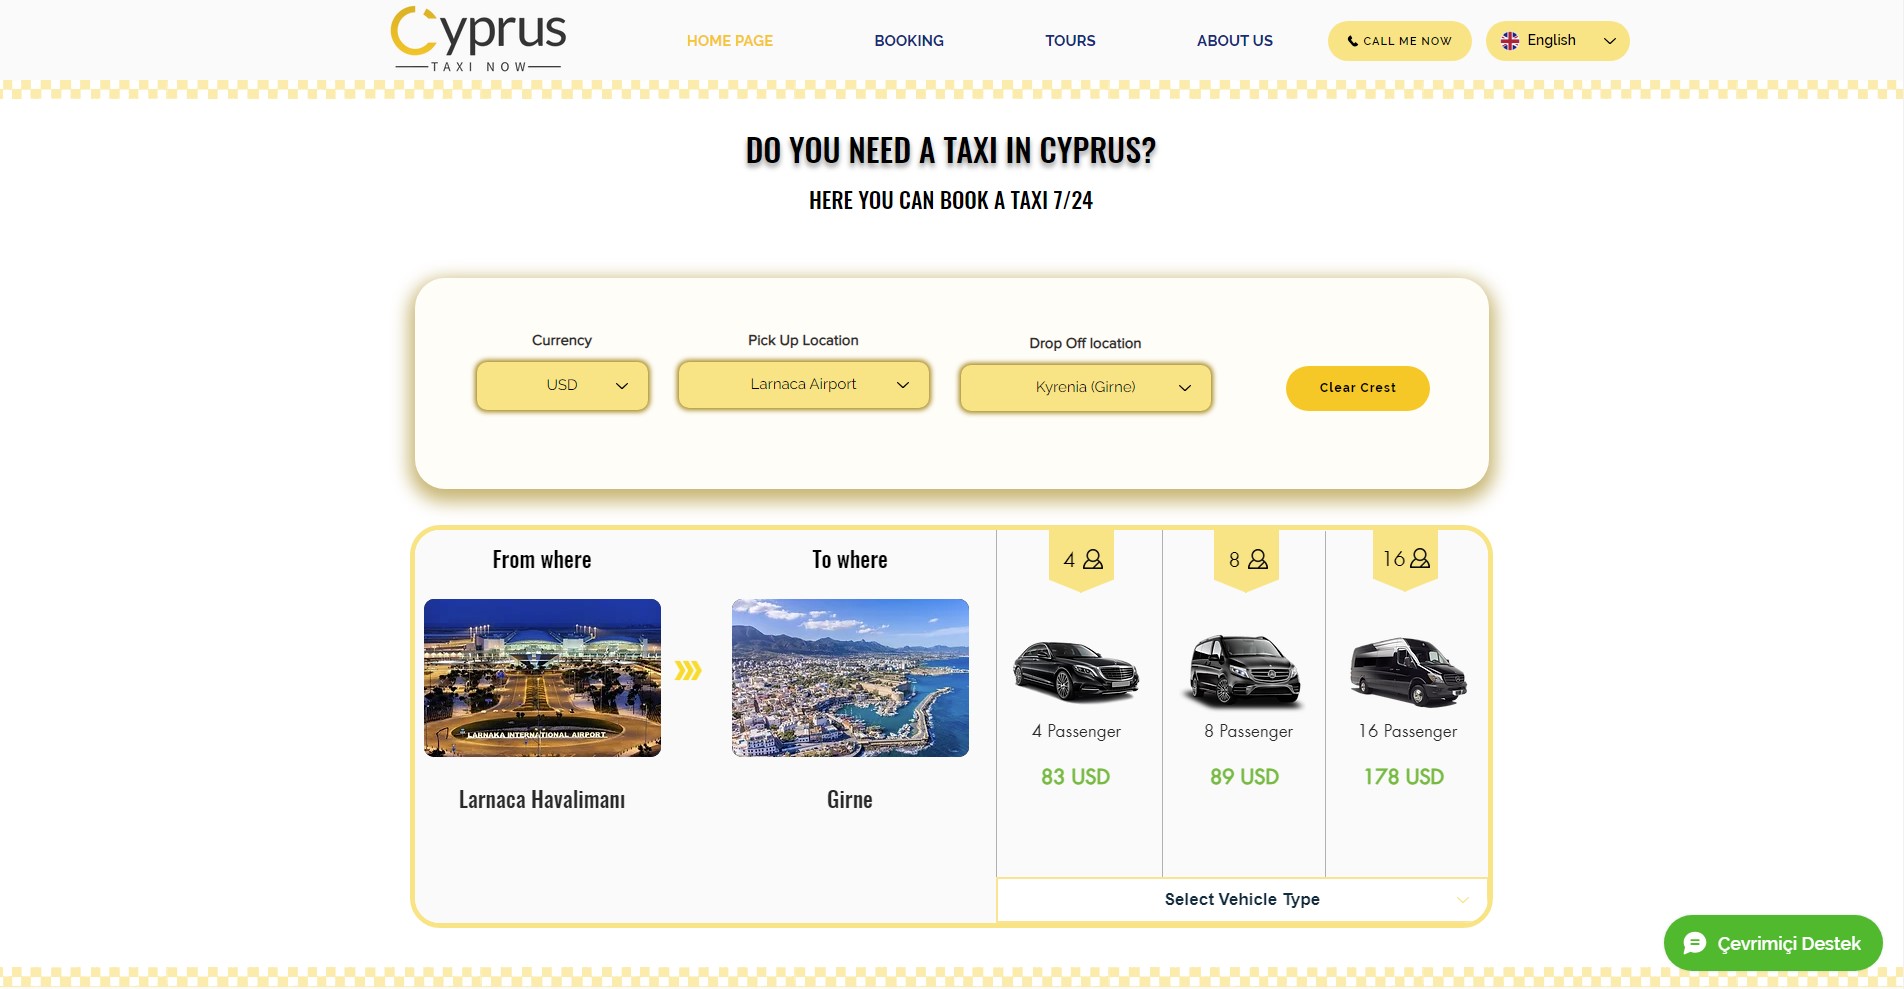 Cyprus
TAXI NOW
HOME PAGE
BOOKING
TOURS
ABOUT US
CALL ME NOW
English
DO YOU NEED A TAXI IN CYPRUS?
HERE YOU CAN BOOK A TAXI 7/24
Currency
USD
Pick Up Location
Larnaca Airport
Drop Off location
Kyrenia (Girne)
Clear Crest
From where
To where
4
8
16
LARNAKA INTERNATIONAL AIRPORT
4 Passenger
8 Passenger
16 Passenger
83 USD
89 USD
178 USD
Larnaca Havalimanı
Girne
Select Vehicle Type
Çevrimiçi Destek